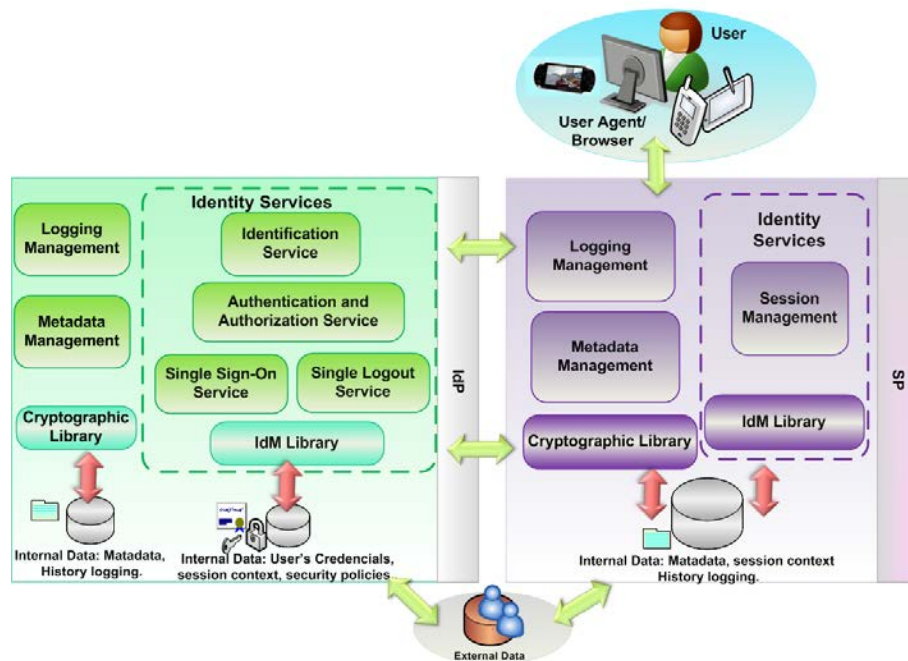 User
User Agent/
Browser
Identity Services
Logging
Management
Identification
Service
Metadata
Management
Authentication and
Authorization Service
Single Sign-On
Service
Single Logout
Service
Cryptographic
Library
IdM Library
IdP
Internal Data: Matadata,
History logging.
Internal Data: User's Credencials,
session context, security policies
Logging
Management
Identity
Services
Session
Management
Metadata
Management
Cryptographic Library
IdM Library
SP
Internal Data: Matadata, session context
History logging.
External Data